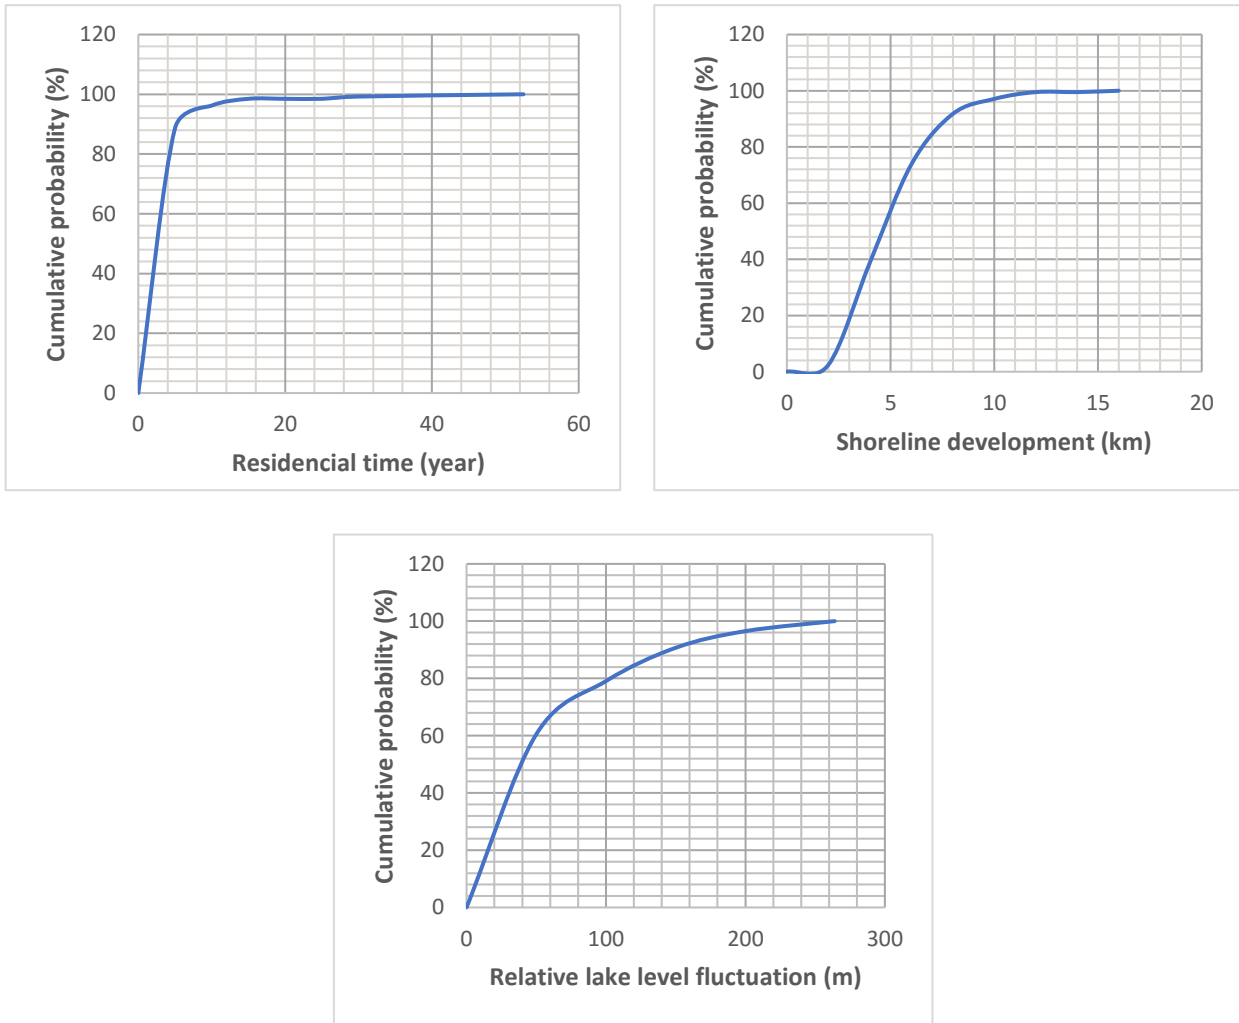 120
100
80
60
40
20
0
Cumulative probability (%)
0 20 40 60
Residencial time (year)
120
100
80
60
40
20
0
Cumulative probability (%)
0 5 10 15 20
Shoreline development (km)
120
100
80
60
40
20
0
Cumulative probability (%)
0 100 200 300
Relative lake level fluctuation (m)